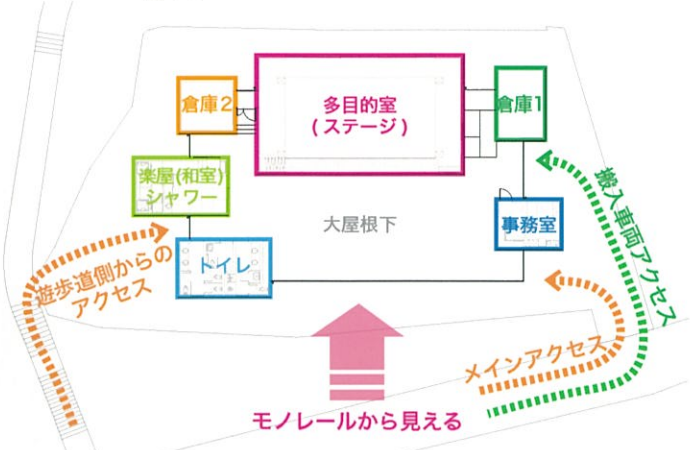 倉庫2
多目的室
(ステージ)
倉庫1
楽屋(和室)
シャワー
大屋根下
事務室
トイレ
遊歩道側からの
アクセス
搬入車両アクセス
メインアクセス
モノレールから見える